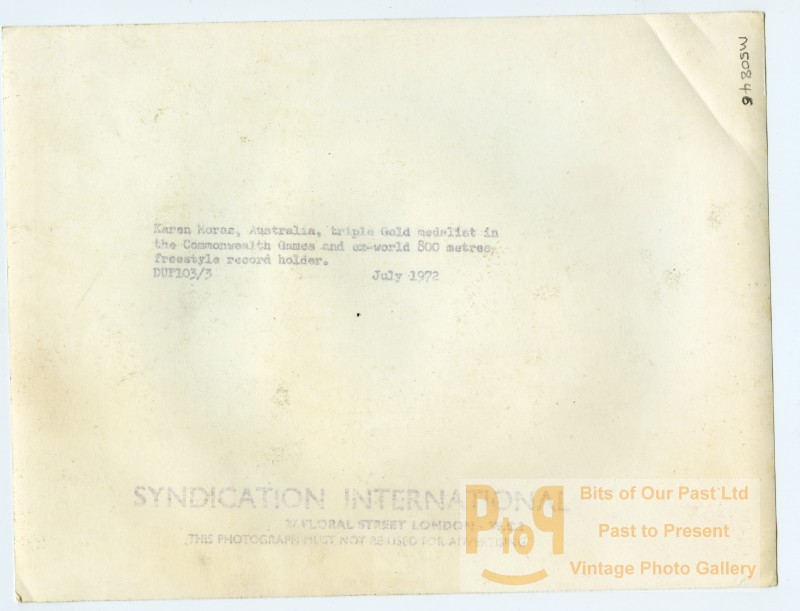 M50846
Karen Moras, Australia, triple Gold medalist in
the Commonwealth Games and ex-world 800 metres,
freestyle record holder.
DUF103/3 July 1972
SYNDICATION INTERNATIONAL
FLORAL STREET LONDON
THIS PHOTOGRAPH MUST NOT BE USED FOR ADVERTISING
PtoP
Bits of Our Past Ltd
Past to Present
Vintage Photo Gallery